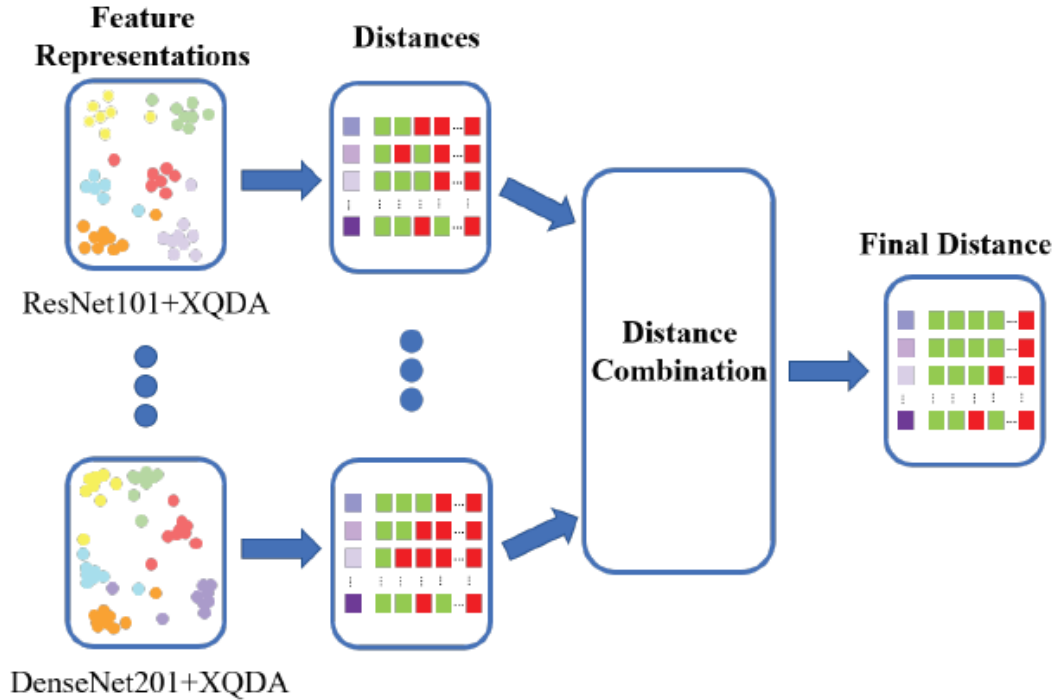 Feature
Representations
Distances
ResNet101+XQDA
Distance
Combination
Final Distance
DenseNet201+XQDA